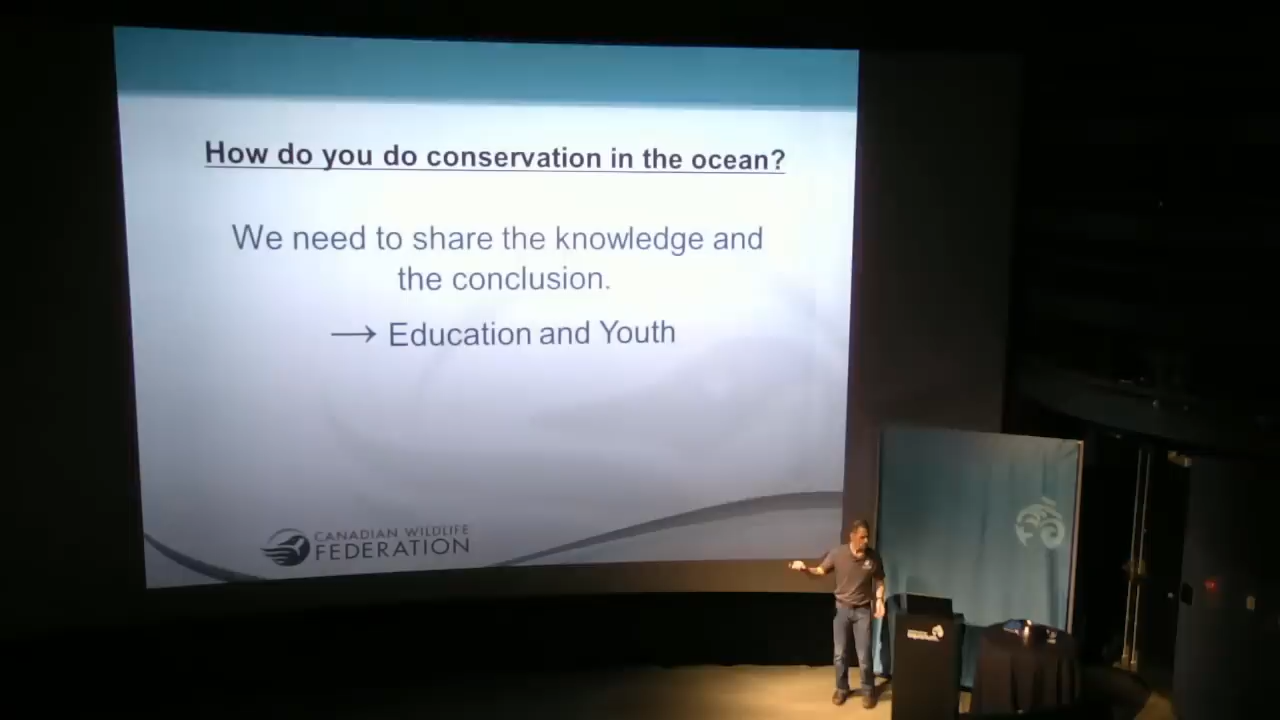 How do you do conservation in the ocean?
We need to share the knowledge and
the conclusion.
→ Education and Youth
CANADIAN WILDLIFE
FEDERATION